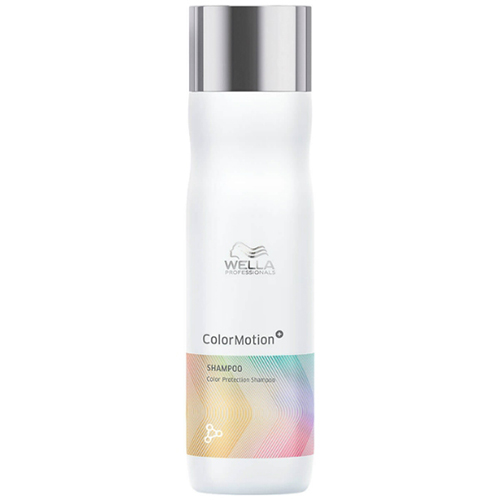 WELLA
PROFESSIONALS
ColorMotion+
SHAMPOO
Color Protection Shampoo